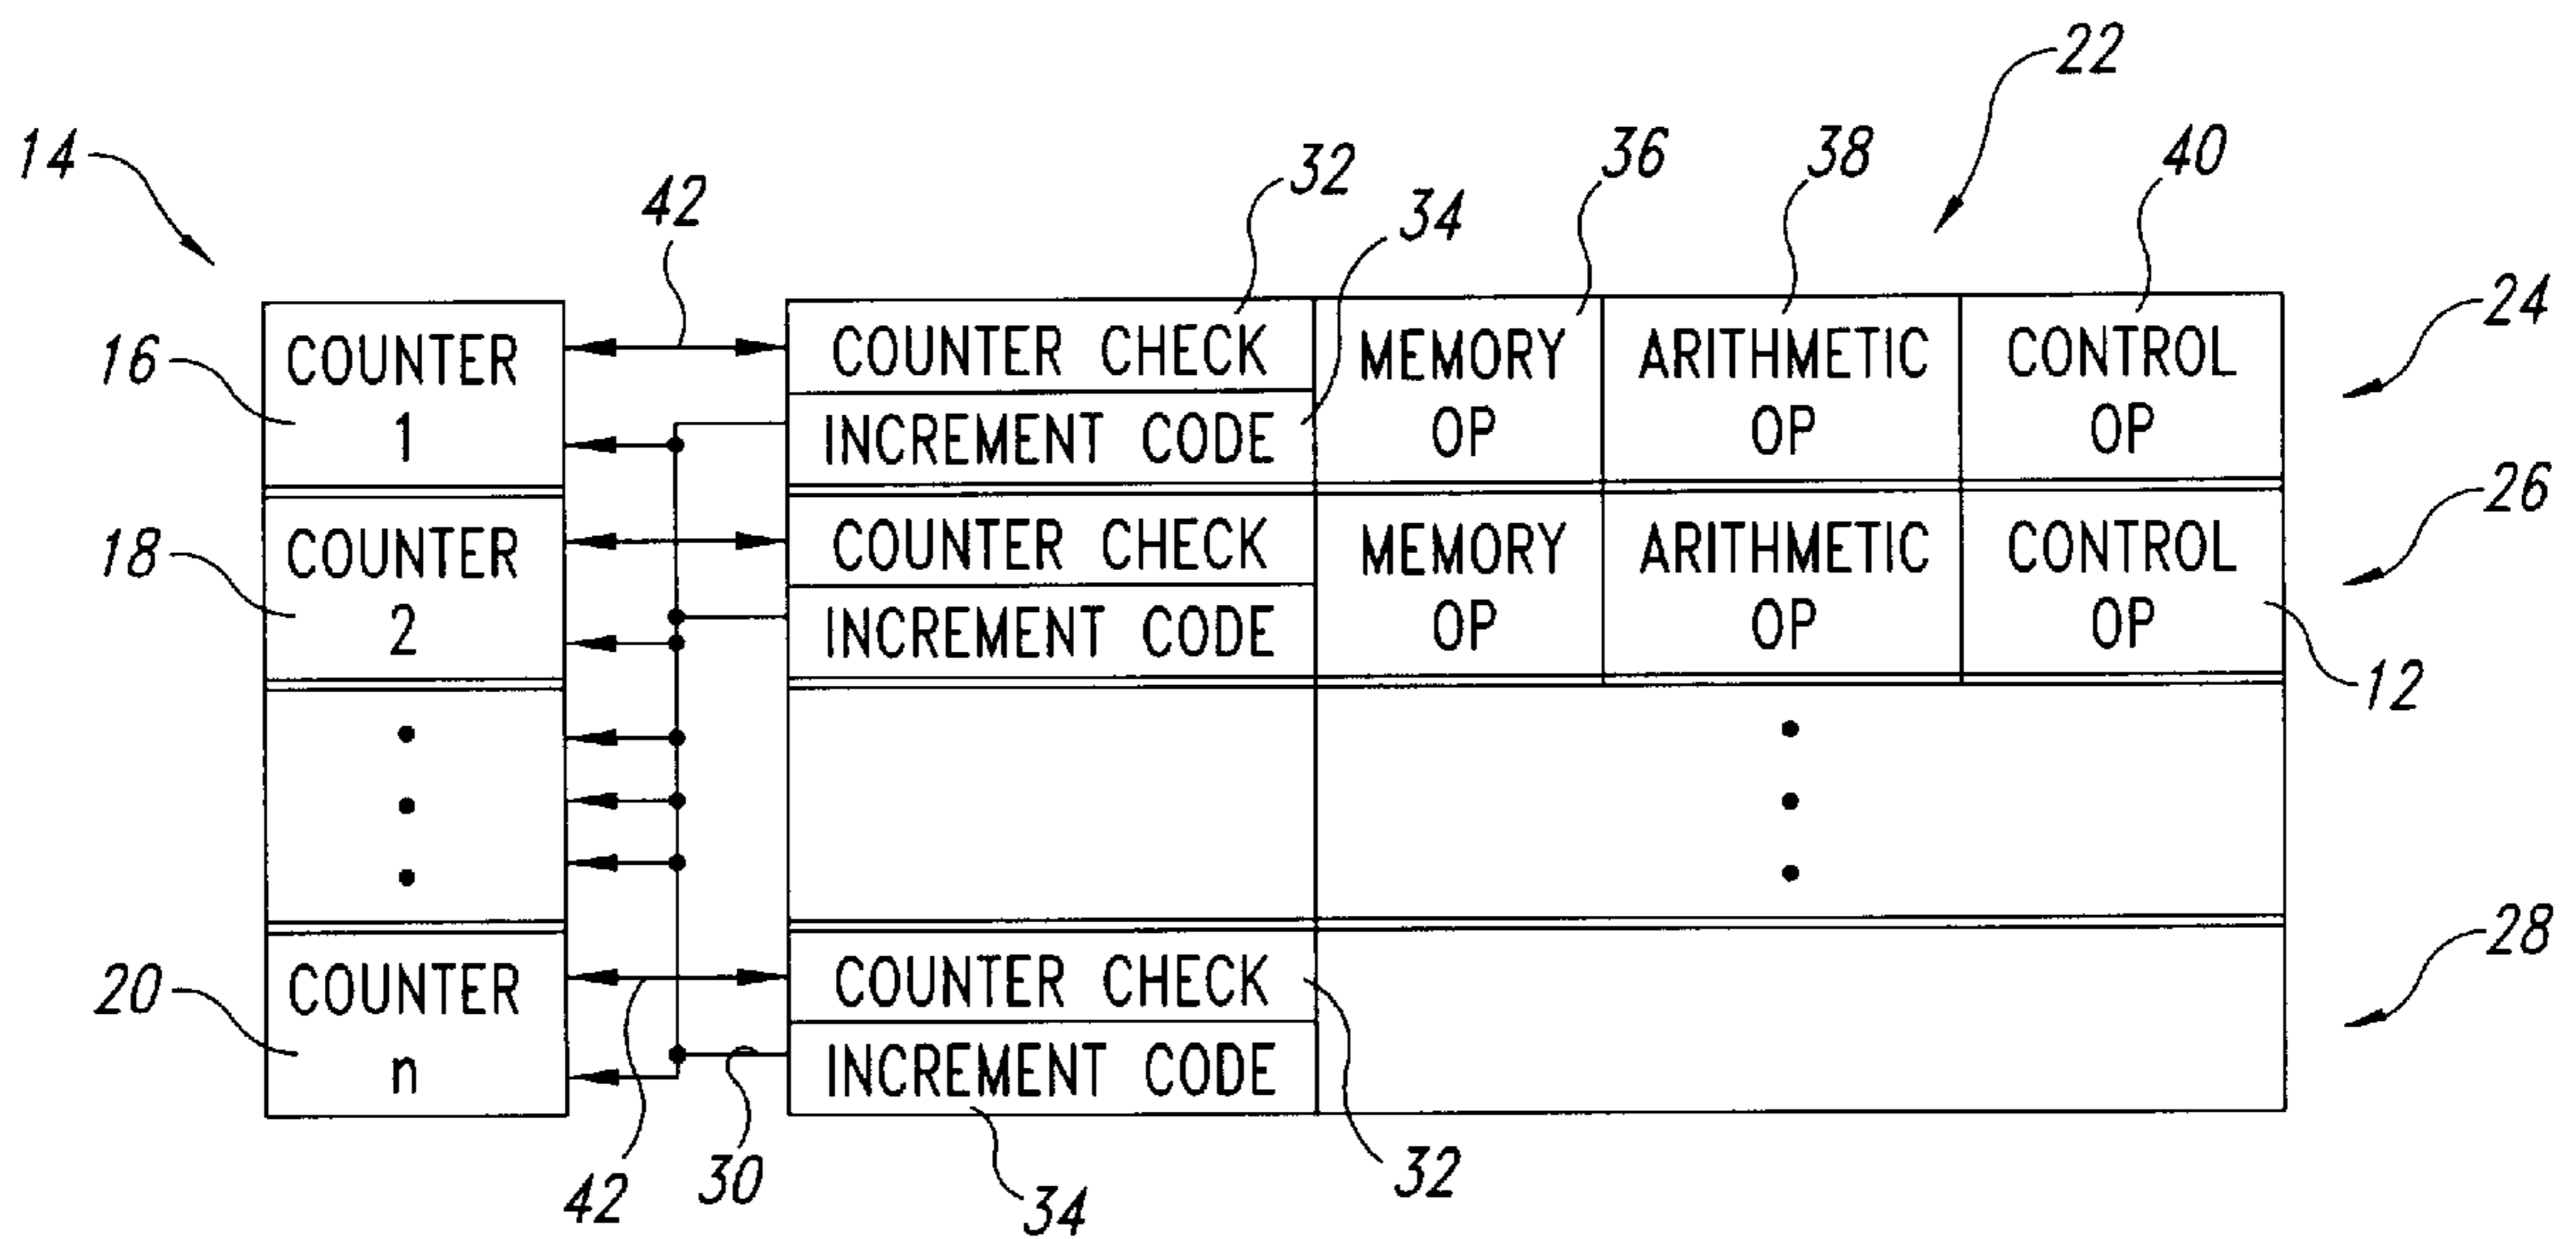 22
14
42
32
34
36
38
40
24
COUNTER
1
16
COUNTER CHECK
INCREMENT CODE
MEMORY
OP
ARITHMETIC
OP
CONTROL
OP
26
COUNTER
2
18
COUNTER CHECK
INCREMENT CODE
MEMORY
OP
ARITHMETIC
OP
CONTROL
OP
12
28
COUNTER
n
20
COUNTER CHECK
INCREMENT CODE
42
30
34
32